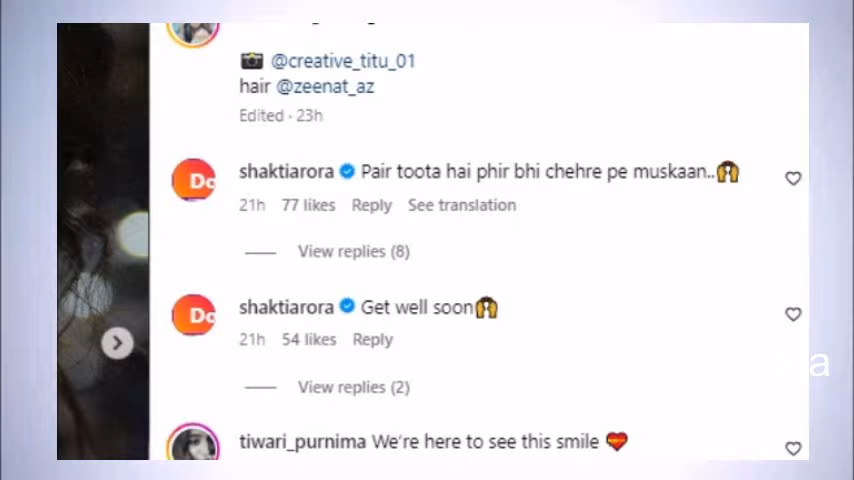 @creative_titu_01
hair @zeenat_az
Edited · 23h
shaktiarora Pair toota hai phir bhi chehre pe muskaan..
21h 77 likes Reply See translation
View replies (8)
shaktiarora Get well soon
21h 54 likes Reply
View replies (2)
a
tiwari_purnima We're here to see this smile